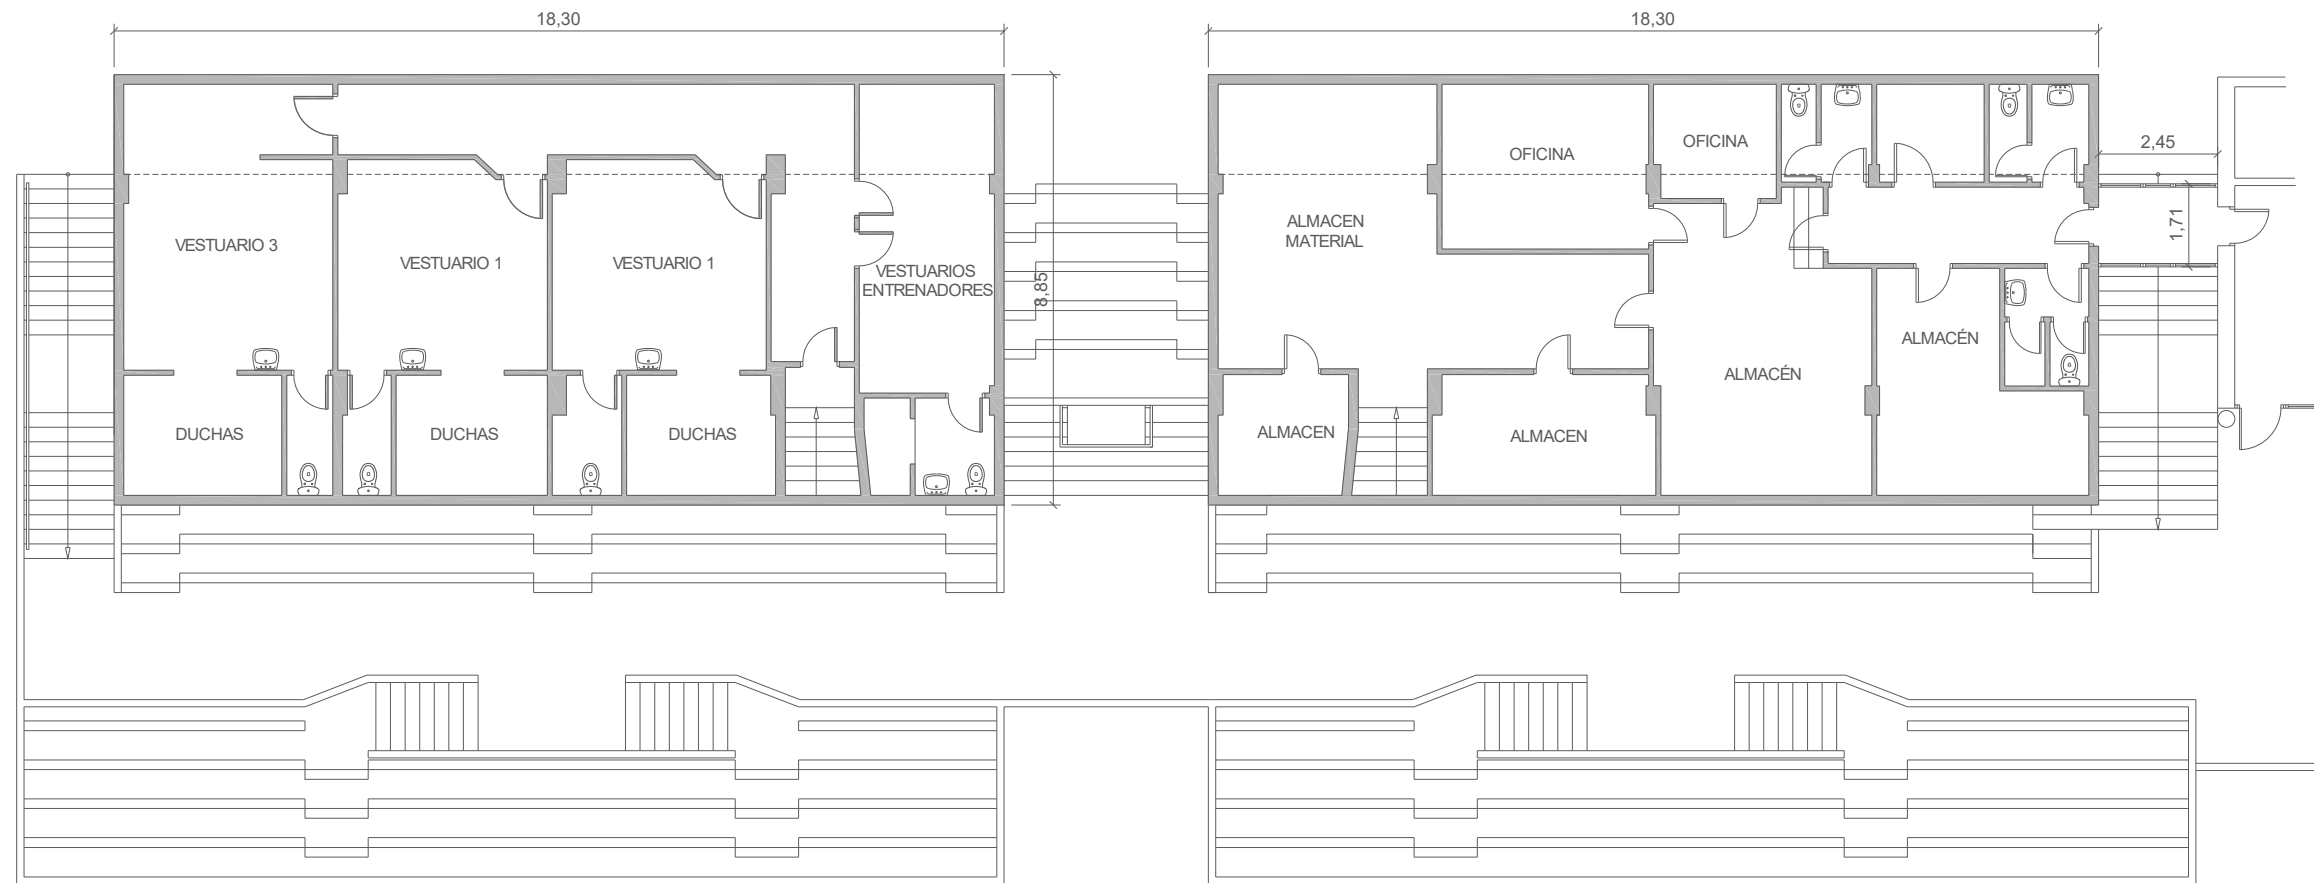 18,30
18,30
OFICINA
OFICINA
2,45
ALMACEN
MATERIAL
1,71
VESTUARIO 3
VESTUARIO 1
VESTUARIO 1
VESTUARIOS
ENTRENADORES
8,85
ALMACÉN
ALMACÉN
DUCHAS
DUCHAS
DUCHAS
ALMACEN
ALMACEN